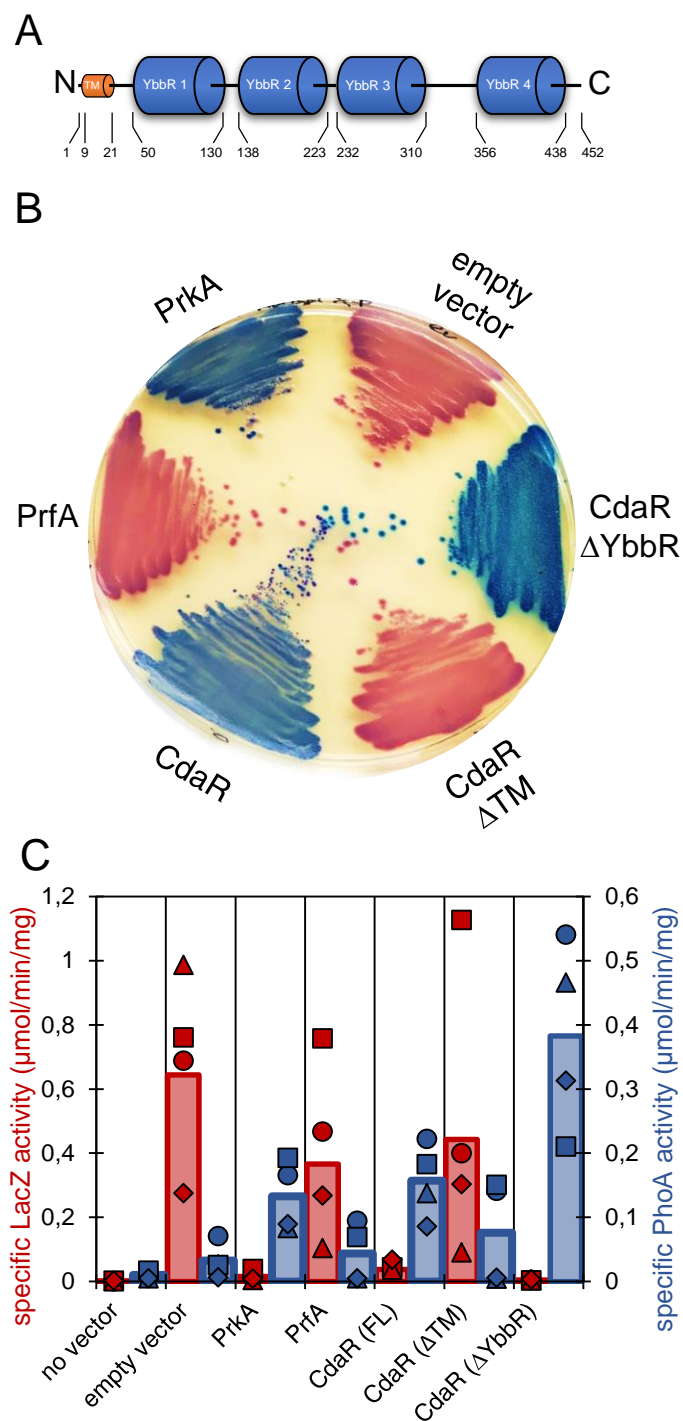 A
N
TM
YbbR 1
YbbR 2
YbbR 3
YbbR 4
C
1 9 21 50 130 138 223 232 310 356 438 452
B
PrkA
empty
vector
PrfA
CdaR
ΔYbbR
CdaR
CdaR
ΔTM
C
specific LacZ activity (µmol/min/mg)
1,2
1
0,8
0,6
0,4
0,2
0
0,6
0,5
0,4
0,3
0,2
0,1
0
specific PhoA activity (µmol/min/mg)
no vector
empty vector
PrkA
PrfA
CdaR (FL)
CdaR (ΔTM)
CdaR (ΔYbbR)